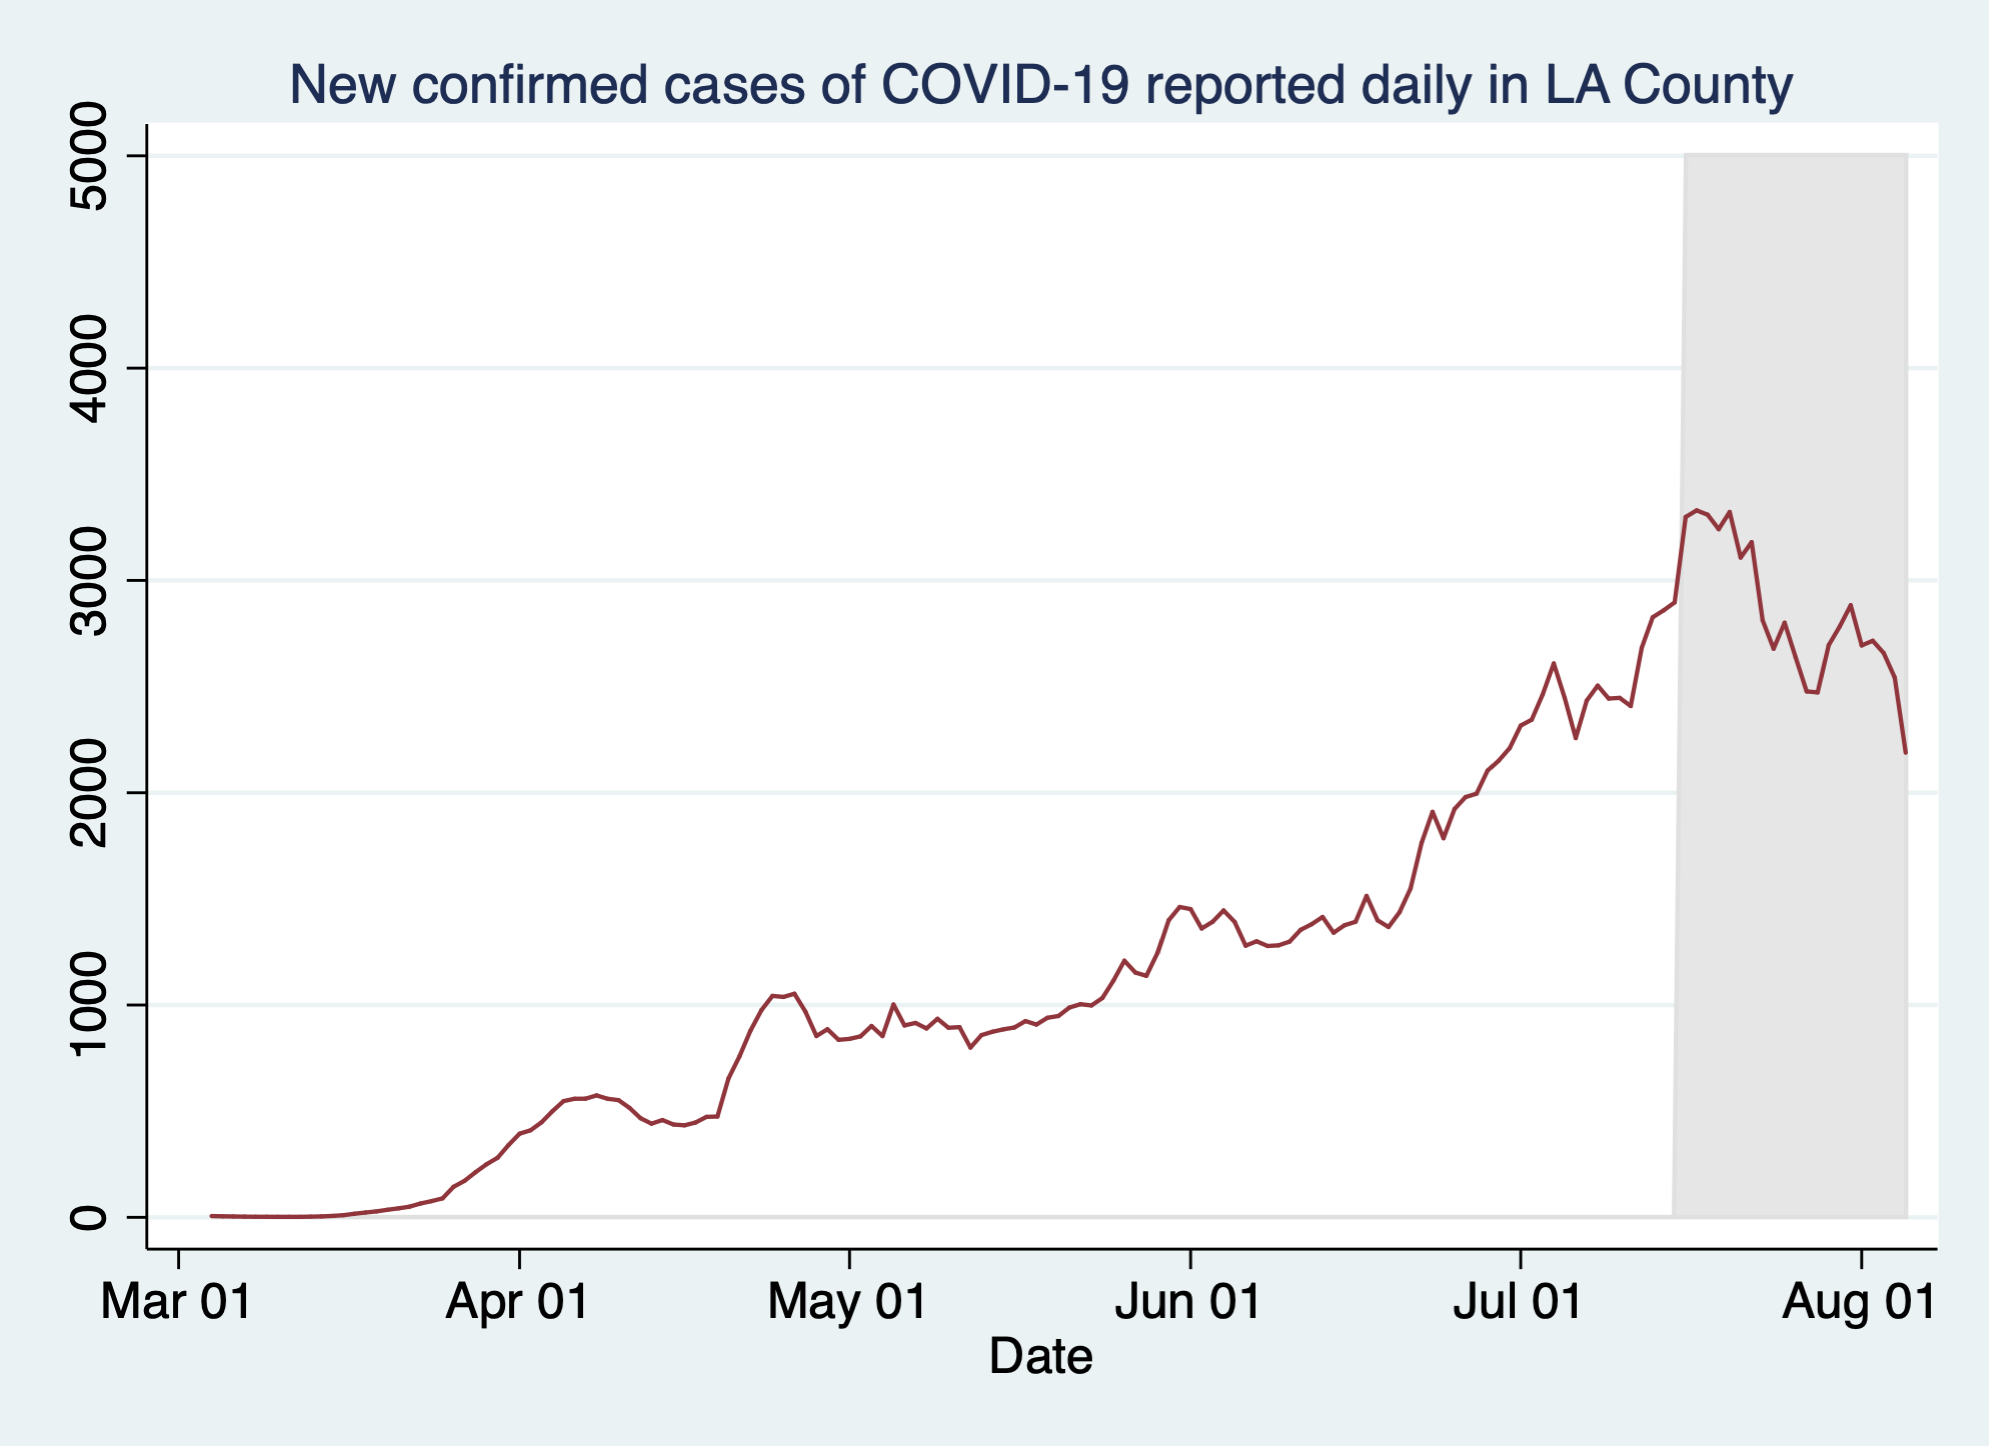 New confirmed cases of COVID-19 reported daily in LA County
5000
4000
3000
2000
1000
0
Mar 01 Apr 01 May 01 Jun 01 Jul 01 Aug 01
Date